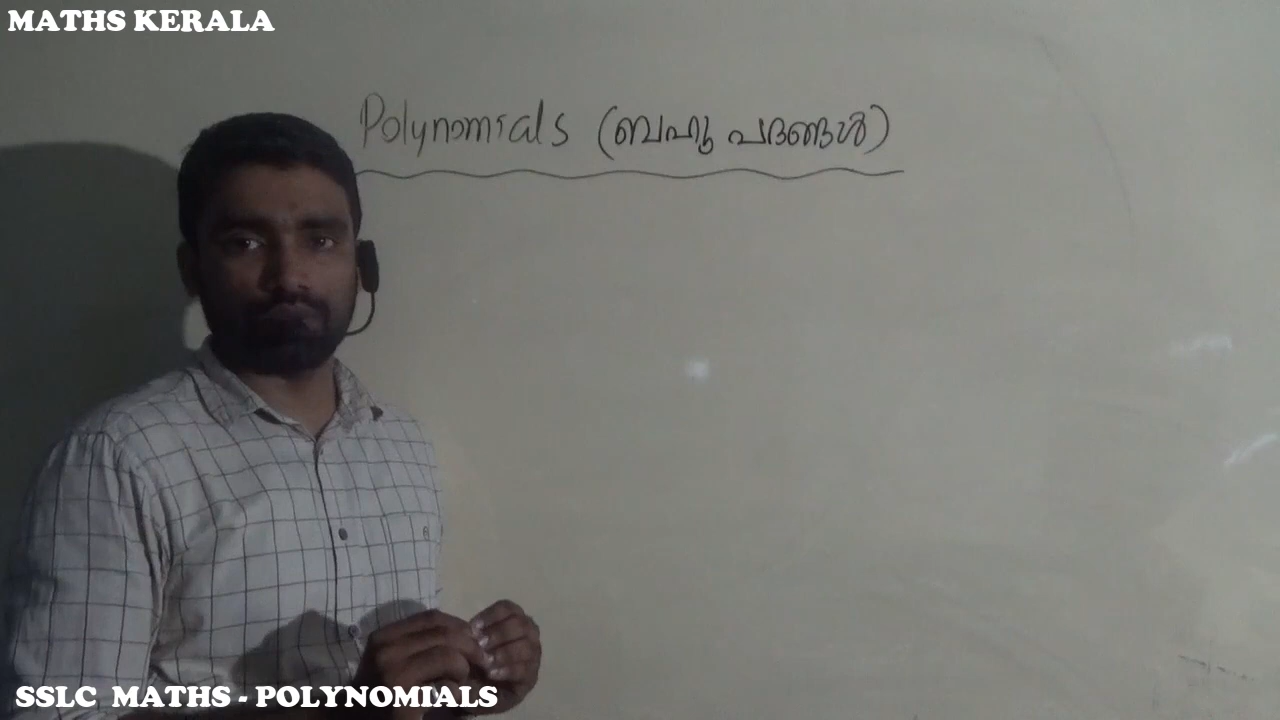 MATHS KERALA
Polynomials (ബഹു പദങ്ങൾ)
SSLC MATHS - POLYNOMIALS